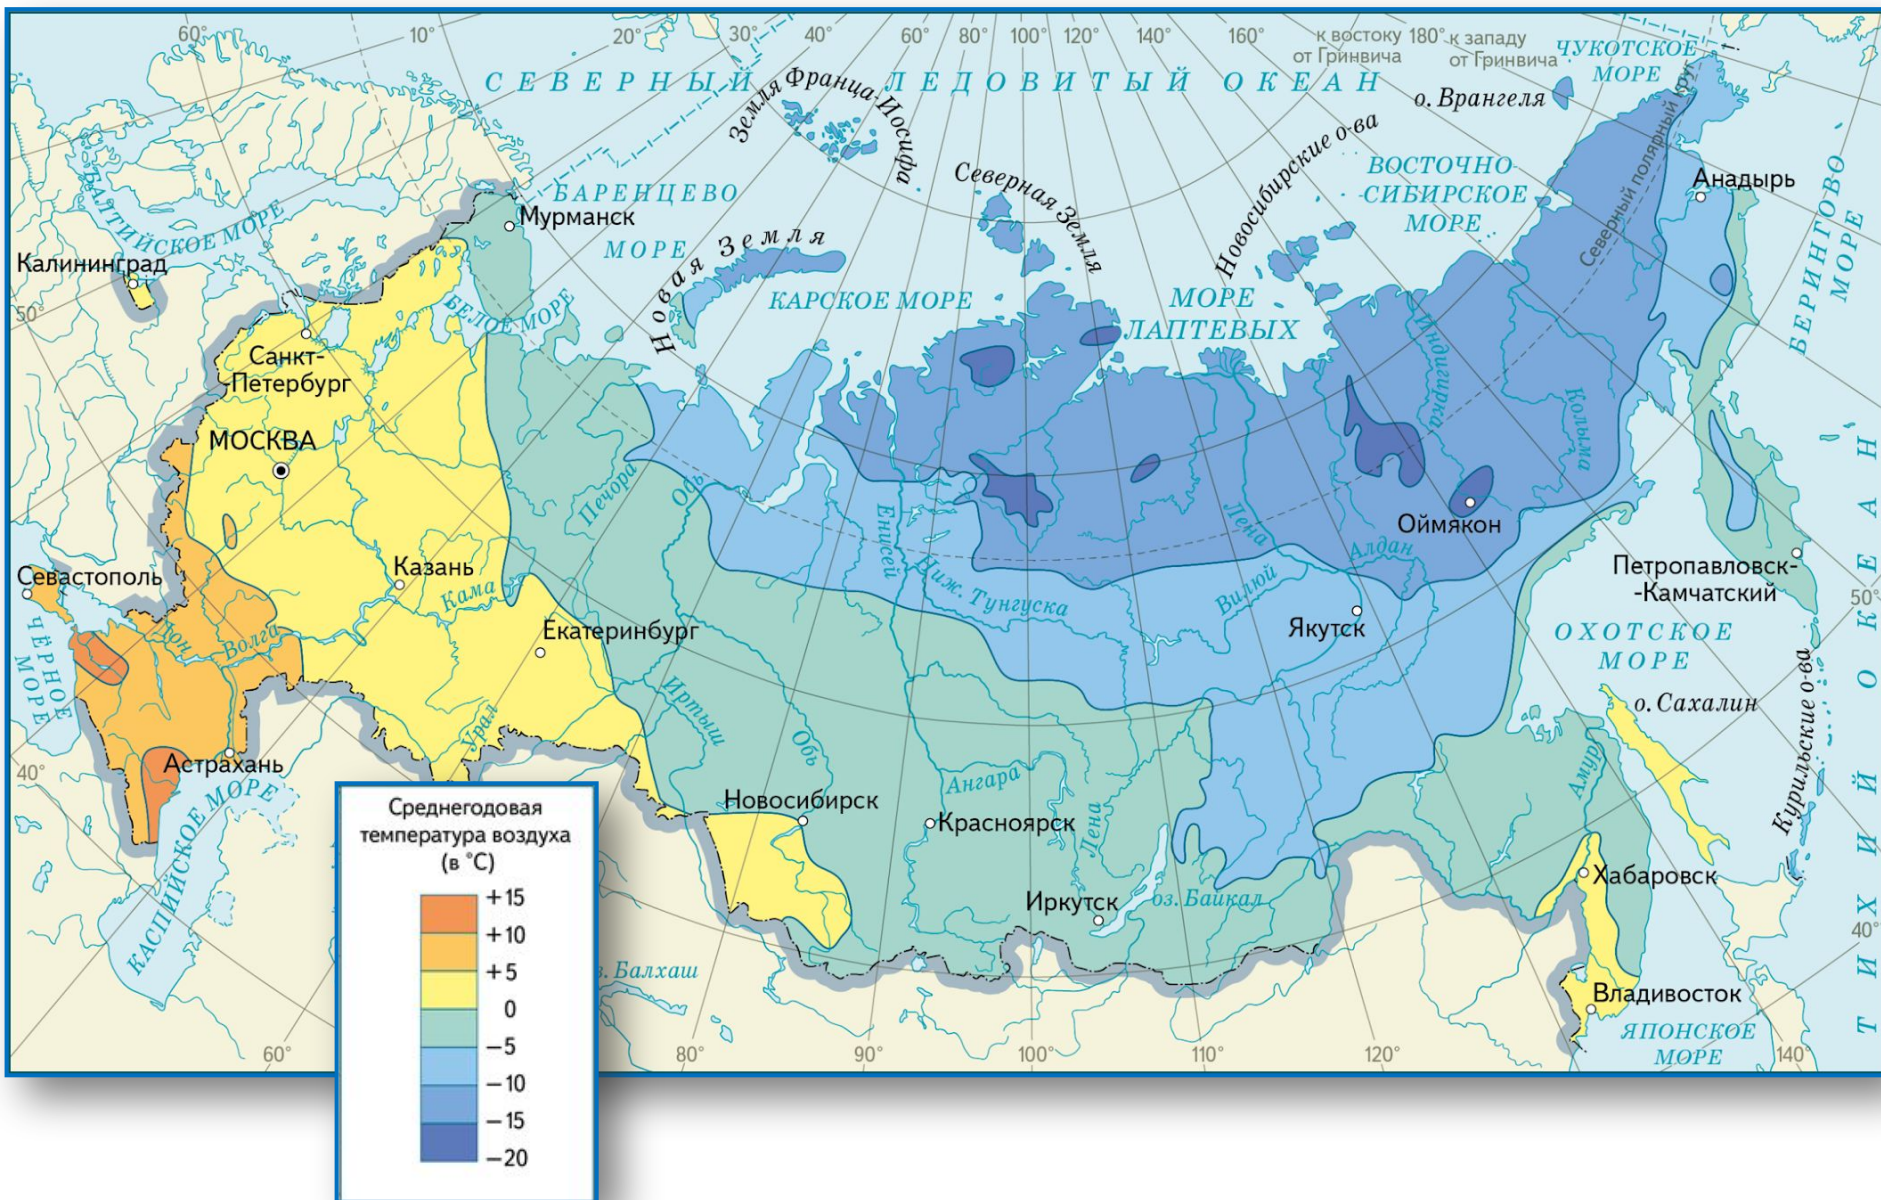 60°
10°
20°
30°
40°
60°
80°
100°
120°
140°
160°
к востоку
от Гринвича
180°
к западу
от Гринвича
ЧУКОТСКОЕ
МОРЕ
СЕВЕРНЫЙ ЛЕДОВИТЫЙ ОКЕАН
о. Врангеля
Земля Франца-Иосифа
Северная Земля
Новосибирские о-ва
ВОСТОЧНО-
-СИБИРСКОЕ
МОРЕ
Северный полярный круг
Анадырь
БЕРИНГОВО
МОРЕ
БАЛТИЙСКОЕ МОРЕ
БАРЕНЦЕВО
МОРЕ
Мурманск
Новая Земля
Калининград
50°
БЕЛОЕ МОРЕ
КАРСКОЕ МОРЕ
МОРЕ
ЛАПТЕВЫХ
Санкт-
-Петербург
Индигирка
Колыма
МОСКВА
Печора
Обь
Енисей
Лена
Оймякон
Алдан
Севастополь
Казань
Кама
Ниж. Тунгуска
Вилюй
Якутск
Петропавловск-
-Камчатский
50°
ЧЁРНОЕ
МОРЕ
Дон
Волга
Екатеринбург
ОХОТСКОЕ
МОРЕ
о. Сахалин
Курильские о-ва
ТИХИЙ ОКЕАН
Урал
Иртыш
Обь
Ангара
Лена
Амур
40°
Астрахань
КАСПИЙСКОЕ МОРЕ
Новосибирск
Красноярск
Иркутск
оз. Байкал
Хабаровск
40°
Владивосток
ЯПОНСКОЕ
МОРЕ
з. Балхаш
60°
80°
90°
100°
110°
120°
140°
Среднегодовая
температура воздуха
(в °С)
+15
+10
+5
0
−5
−10
−15
−20